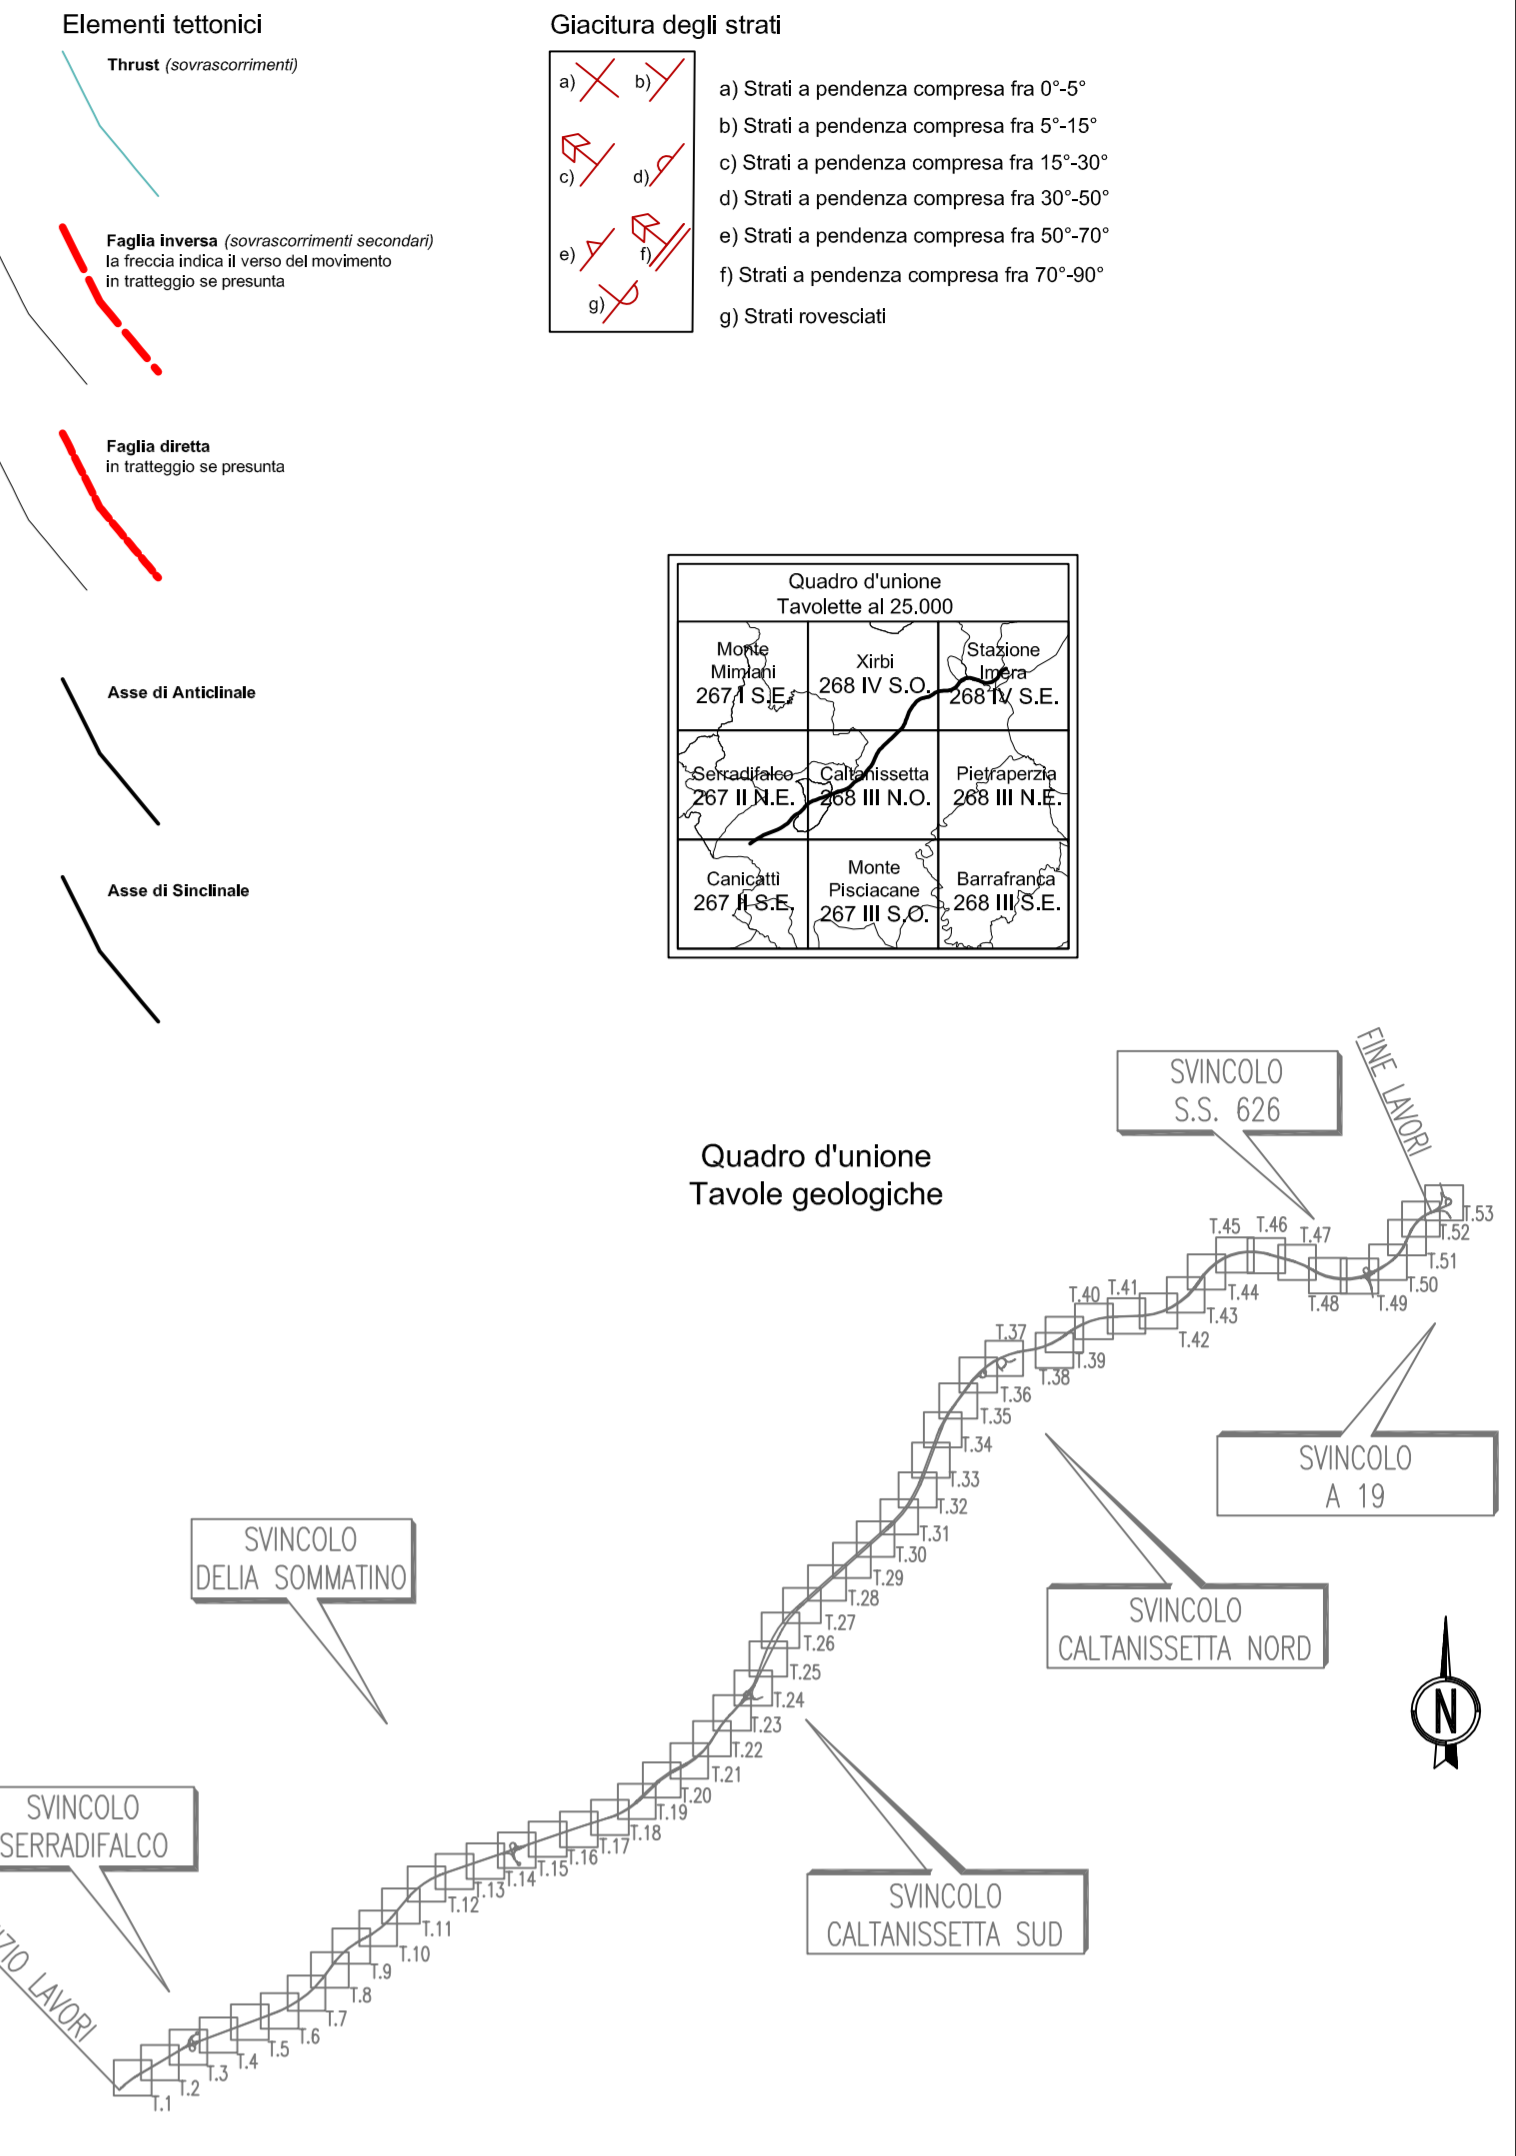 Elementi tettonici
Thrust (sovrascorrimenti)
Faglia inversa (sovrascorrimenti secondari)
la freccia indica il verso del movimento
in tratteggio se presunta
Faglia diretta
in tratteggio se presunta
Asse di Anticlinale
Asse di Sinclinale
Giacitura degli strati
a)
b)
c)
d)
e)
f)
g)
a) Strati a pendenza compresa fra 0°-5°
b) Strati a pendenza compresa fra 5°-15°
c) Strati a pendenza compresa fra 15°-30°
d) Strati a pendenza compresa fra 30°-50°
e) Strati a pendenza compresa fra 50°-70°
f) Strati a pendenza compresa fra 70°-90°
g) Strati rovesciati
Quadro d'unione
Tavolette al 25.000
Monte
Mimiani
267 I S.E.
Xirbi
268 IV S.O.
Stazione
Imera
268 IV S.E.
Serradifalco
267 II N.E.
Caltanissetta
268 III N.O.
Pietraperzia
268 III N.E.
Canicattì
267 II S.E.
Monte
Pisciacane
267 III S.O.
Barrafranca
268 III S.E.
Quadro d'unione
Tavole geologiche
SVINCOLO
S.S. 626
FINE LAVORI
T.53
T.52
T.51
T.50
T.49
T.48
T.47
T.46
T.45
T.44
T.43
T.42
T.41
T.40
T.39
T.38
T.37
T.36
T.35
T.34
T.33
T.32
T.31
T.30
T.29
T.28
T.27
T.26
T.25
T.24
T.23
T.22
T.21
T.20
T.19
T.18
T.17
T.16
T.15
T.14
T.13
T.12
T.11
T.10
T.9
T.8
T.7
T.6
T.5
T.4
T.3
T.2
T.1
SVINCOLO
A 19
SVINCOLO
DELIA SOMMATINO
SVINCOLO
CALTANISSETTA NORD
N
SVINCOLO
SERRADIFALCO
SVINCOLO
CALTANISSETTA SUD
LAVORI